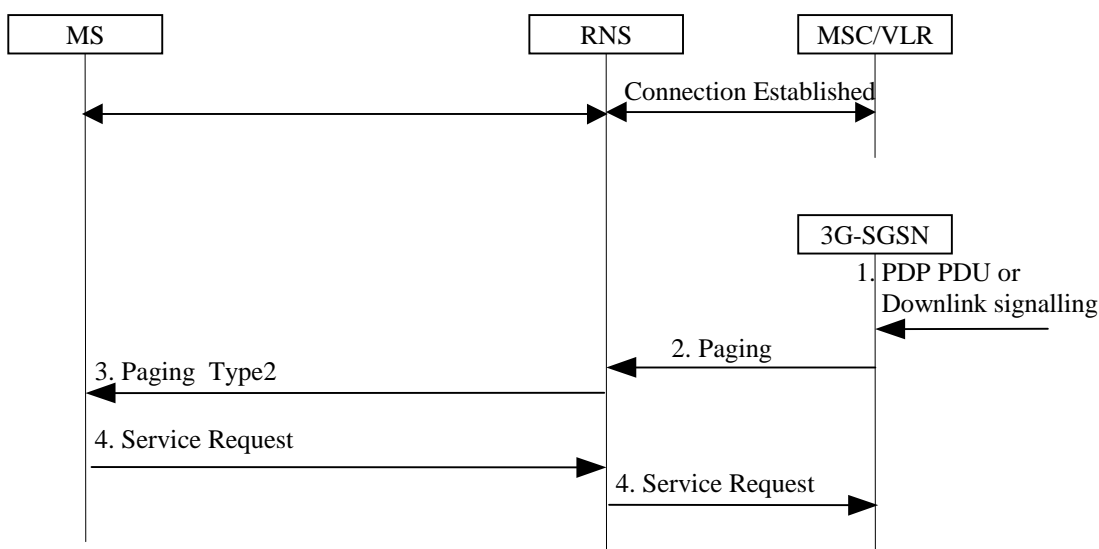 MS
RNS
MSC/VLR
Connection Established
3G-SGSN
1. PDP PDU or
Downlink signalling
2. Paging
3. Paging Type2
4. Service Request
4. Service Request